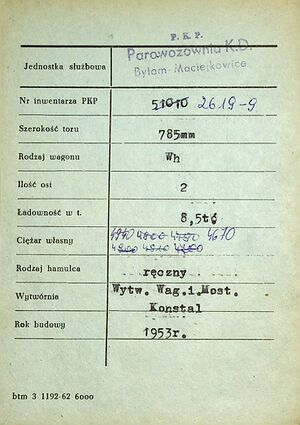 P. K. P.
Jednostka służbowa Parowozownia K.D.
Bytom-Maciejkowice
Nr inwentarza PKP 51010 2619-9
Szerokość toru 785mm
Rodzaj wagonu Wh
Ilość osi 2
Ładowność w t. 8,5t
Ciężar własny 4670
Rodzaj hamulca ręczny
Wytwórnia Wytw. Wag.i.Most.
Konstal
Rok budowy 1953r.
btm 3 1192-62 6000